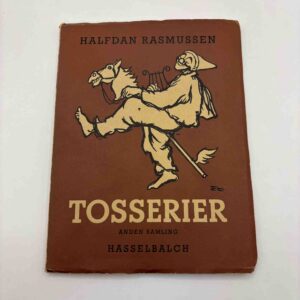 HALFDAN RASMUSSEN
TOSSERIER
ANDEN SAMLING
HASSELBALCH